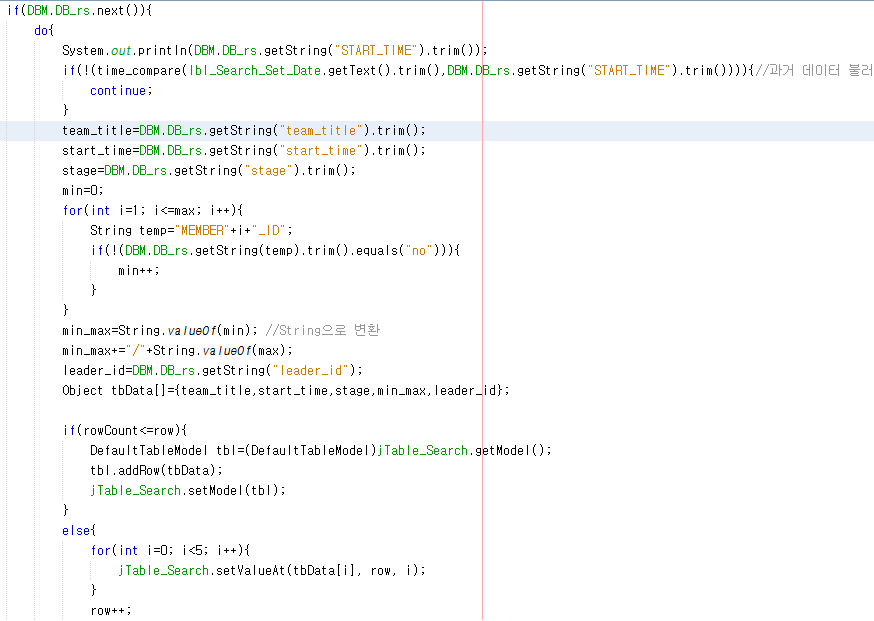 if(DBM.DB_rs.next()){
do{
System.out.println(DBM.DB_rs.getString("START_TIME").trim());
if(!(time_compare(lbl_Search_Set_Date.getText().trim(),DBM.DB_rs.getString("START_TIME").trim()))){//과거 데이터 불러
continue;
}
team_title=DBM.DB_rs.getString("team_title").trim();
start_time=DBM.DB_rs.getString("start_time").trim();
stage=DBM.DB_rs.getString("stage").trim();
min=0;
for(int i=1; i<=max; i++){
String temp="MEMBER"+i+"_ID";
if(!(DBM.DB_rs.getString(temp).trim().equals("no"))){
min++;
}
}
min_max=String.valueOf(min); //String으로 변환
min_max+="/"+String.valueOf(max);
leader_id=DBM.DB_rs.getString("leader_id");
Object tbData[]={team_title,start_time,stage,min_max,leader_id};
if(rowCount<=row){
DefaultTableModel tbl=(DefaultTableModel)jTable_Search.getModel();
tbl.addRow(tbData);
jTable_Search.setModel(tbl);
}
else{
for(int i=0; i<5; i++){
jTable_Search.setValueAt(tbData[i], row, i);
}
row++;